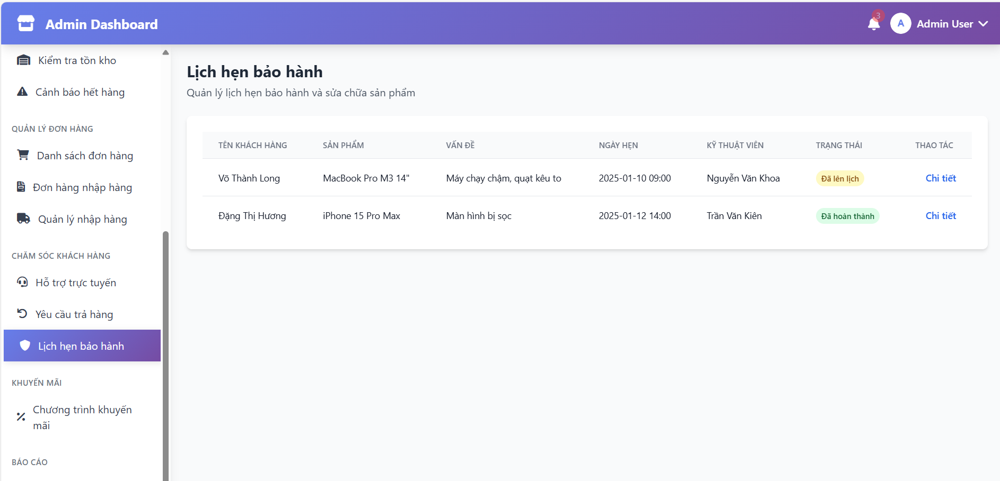 Admin Dashboard
3
A
Admin User
Kiểm tra tồn kho
Cảnh báo hết hàng
QUẢN LÝ ĐƠN HÀNG
Danh sách đơn hàng
Đơn hàng nhập hàng
Quản lý nhập hàng
CHĂM SÓC KHÁCH HÀNG
Hỗ trợ trực tuyến
Yêu cầu trả hàng
Lịch hẹn bảo hành
KHUYẾN MÃI
Chương trình khuyến
mãi
BÁO CÁO
Lịch hẹn bảo hành
Quản lý lịch hẹn bảo hành và sửa chữa sản phẩm
TÊN KHÁCH HÀNG SẢN PHẨM VẤN ĐỀ NGÀY HẸN KỸ THUẬT VIÊN TRẠNG THÁI THAO TÁC
Võ Thành Long MacBook Pro M3 14" Máy chạy chậm, quạt kêu to 2025-01-10 09:00 Nguyễn Văn Khoa Đã lên lịch Chi tiết
Đặng Thị Hương iPhone 15 Pro Max Màn hình bị sọc 2025-01-12 14:00 Trần Văn Kiên Đã hoàn thành Chi tiết